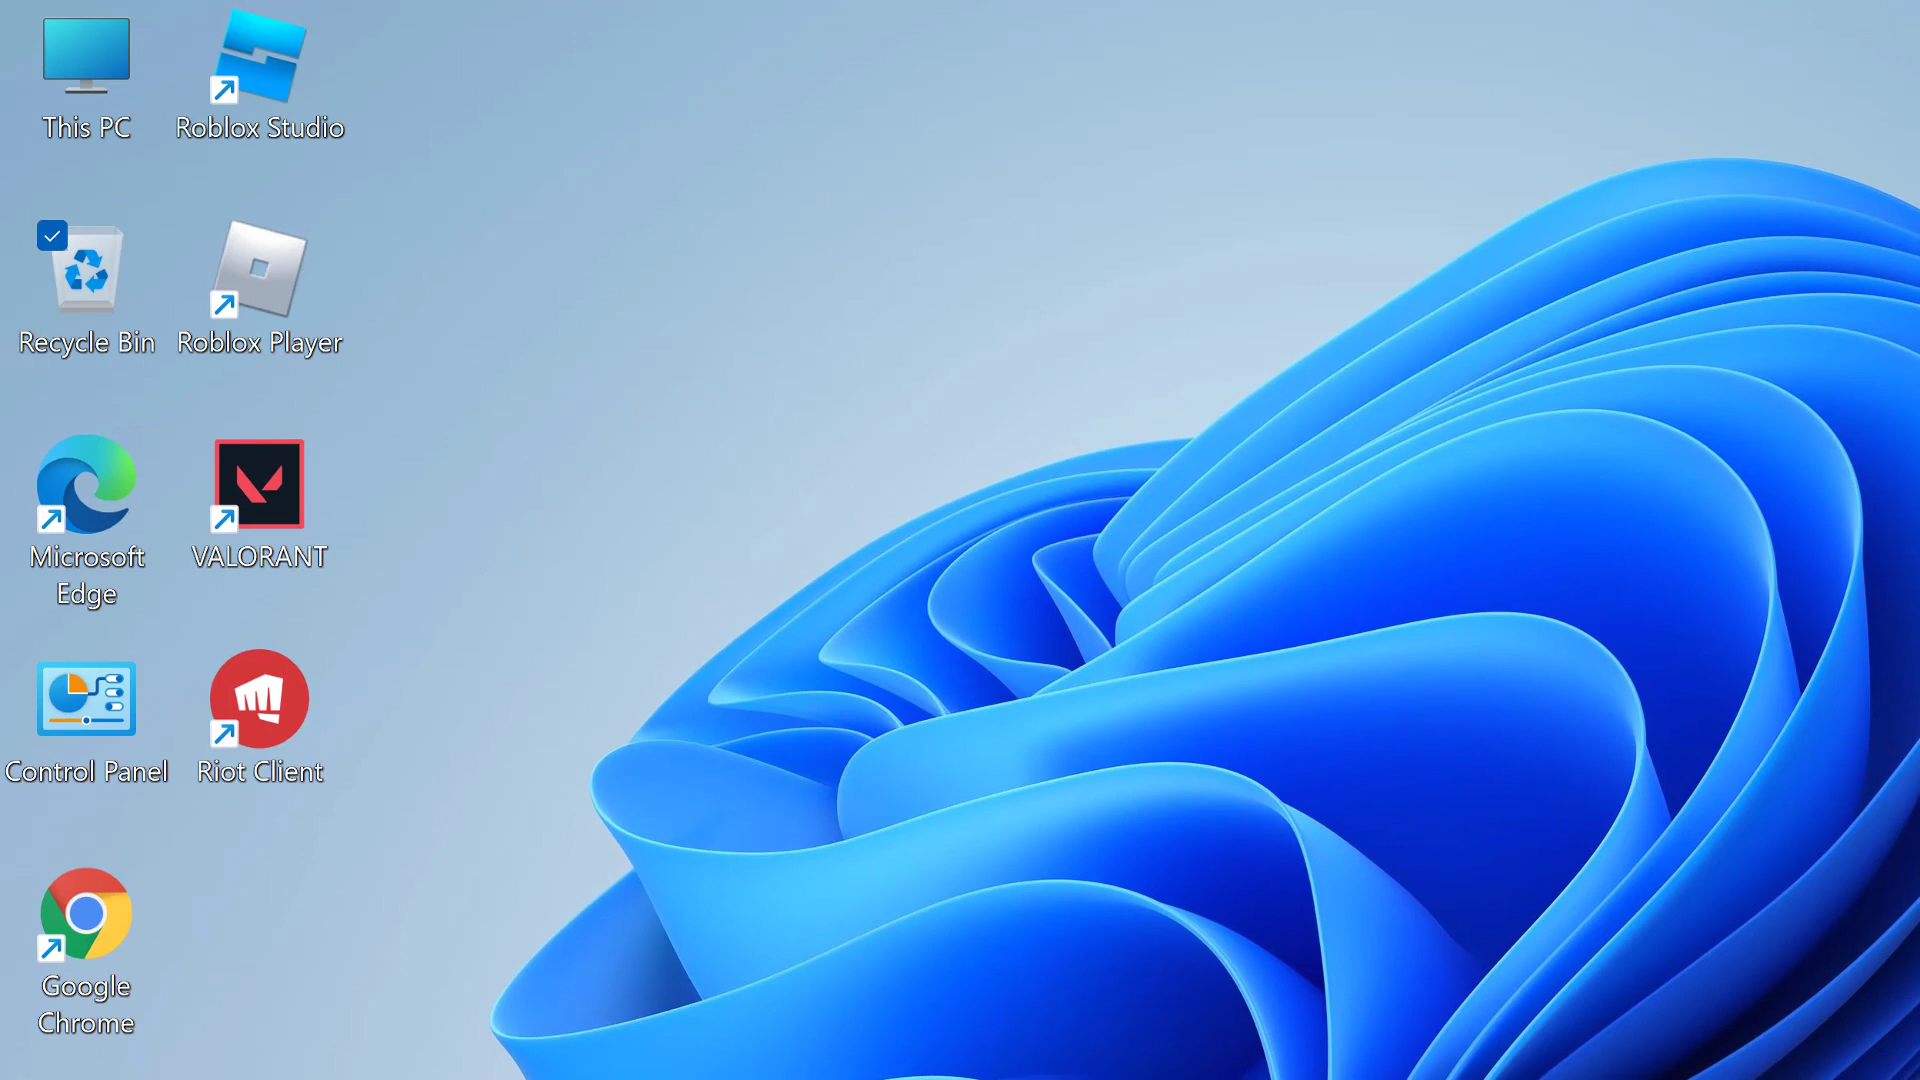 This PC
Roblox Studio
Recycle Bin
Roblox Player
Microsoft
Edge
VALORANT
Control Panel
Riot Client
Google
Chrome